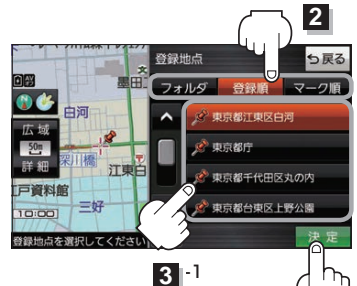 2
登録地点
戻る
フォルダ 登録順 マーク順
東京都江東区白河
東京都庁
東京都千代田区丸の内
東京都台東区上野公園
決定
墨田
白河
広域
50m
詳細
深川橋
江東
戸資料館
三好
10:00
登録地点を選択してください
3 -1